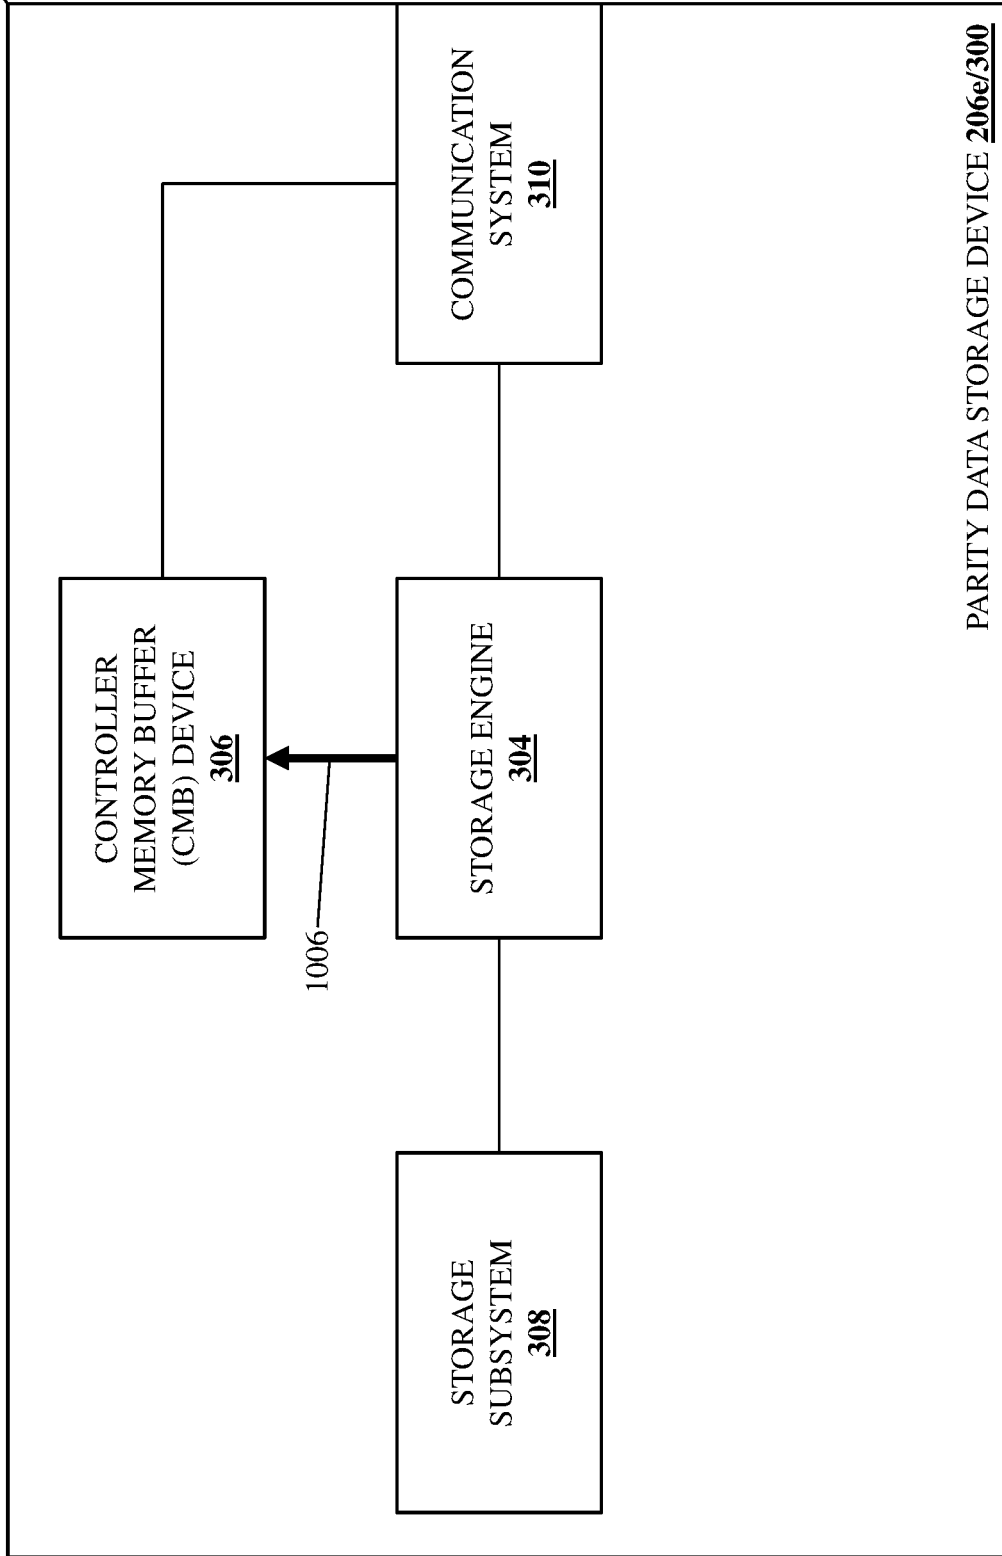 CONTROLLER
MEMORY BUFFER
(CMB) DEVICE
306
1006
STORAGE
SUBSYSTEM
308
STORAGE ENGINE
304
COMMUNICATION
SYSTEM
310
PARITY DATA STORAGE DEVICE 206e/300